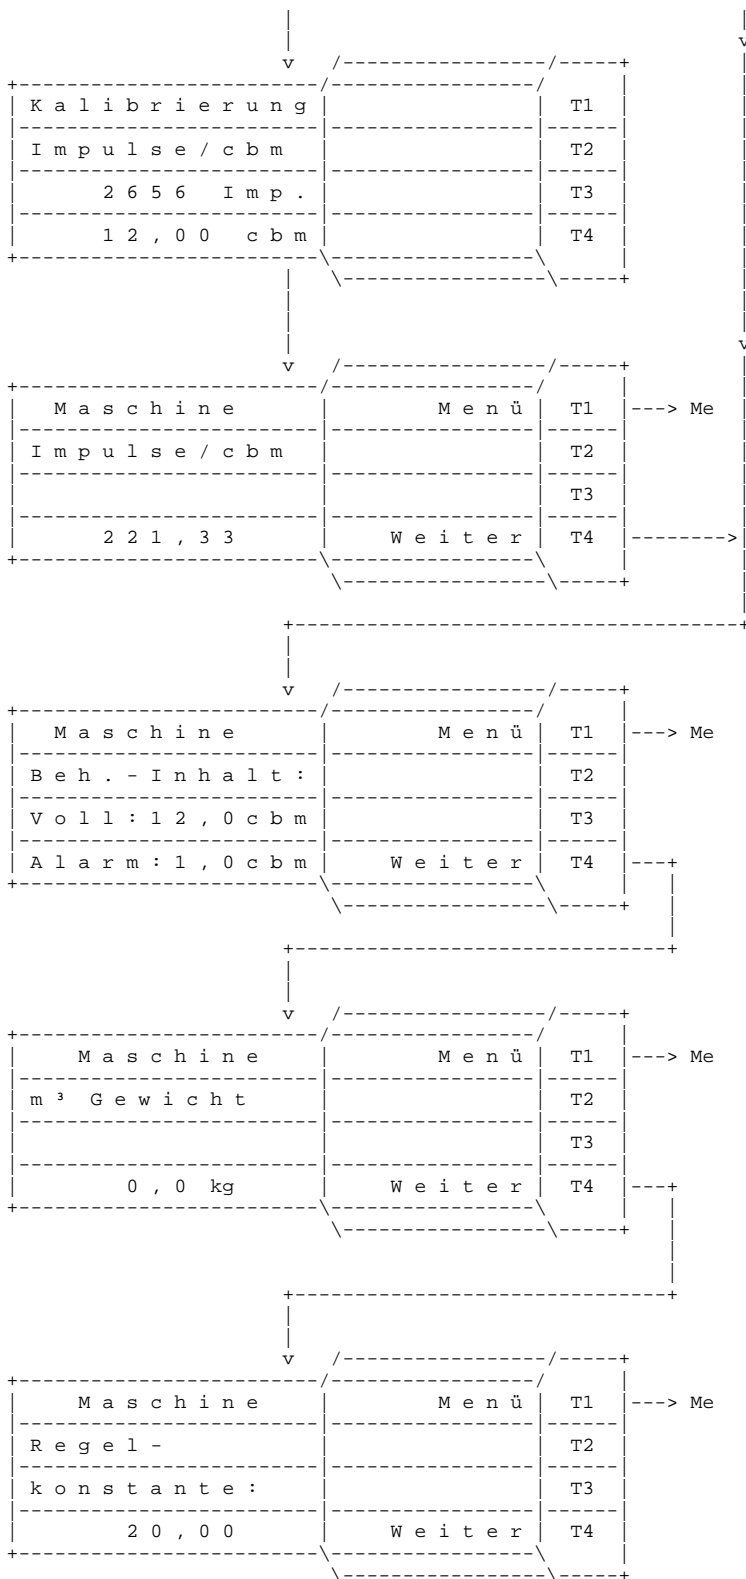 Kalibrierung T1
Impulse/cbm T2
2656 Imp. T3
12,00 cbm T4
Maschine Menü T1 ---> Me
Impulse/cbm T2
T3
221,33 Weiter T4
Maschine Menü T1 ---> Me
Beh.-Inhalt: T2
Voll:12,0cbm T3
Alarm:1,0cbm Weiter T4
Maschine Menü T1 ---> Me
m³ Gewicht T2
T3
0,0 kg Weiter T4
Maschine Menü T1 ---> Me
Regel- T2
konstante: T3
20,00 Weiter T4